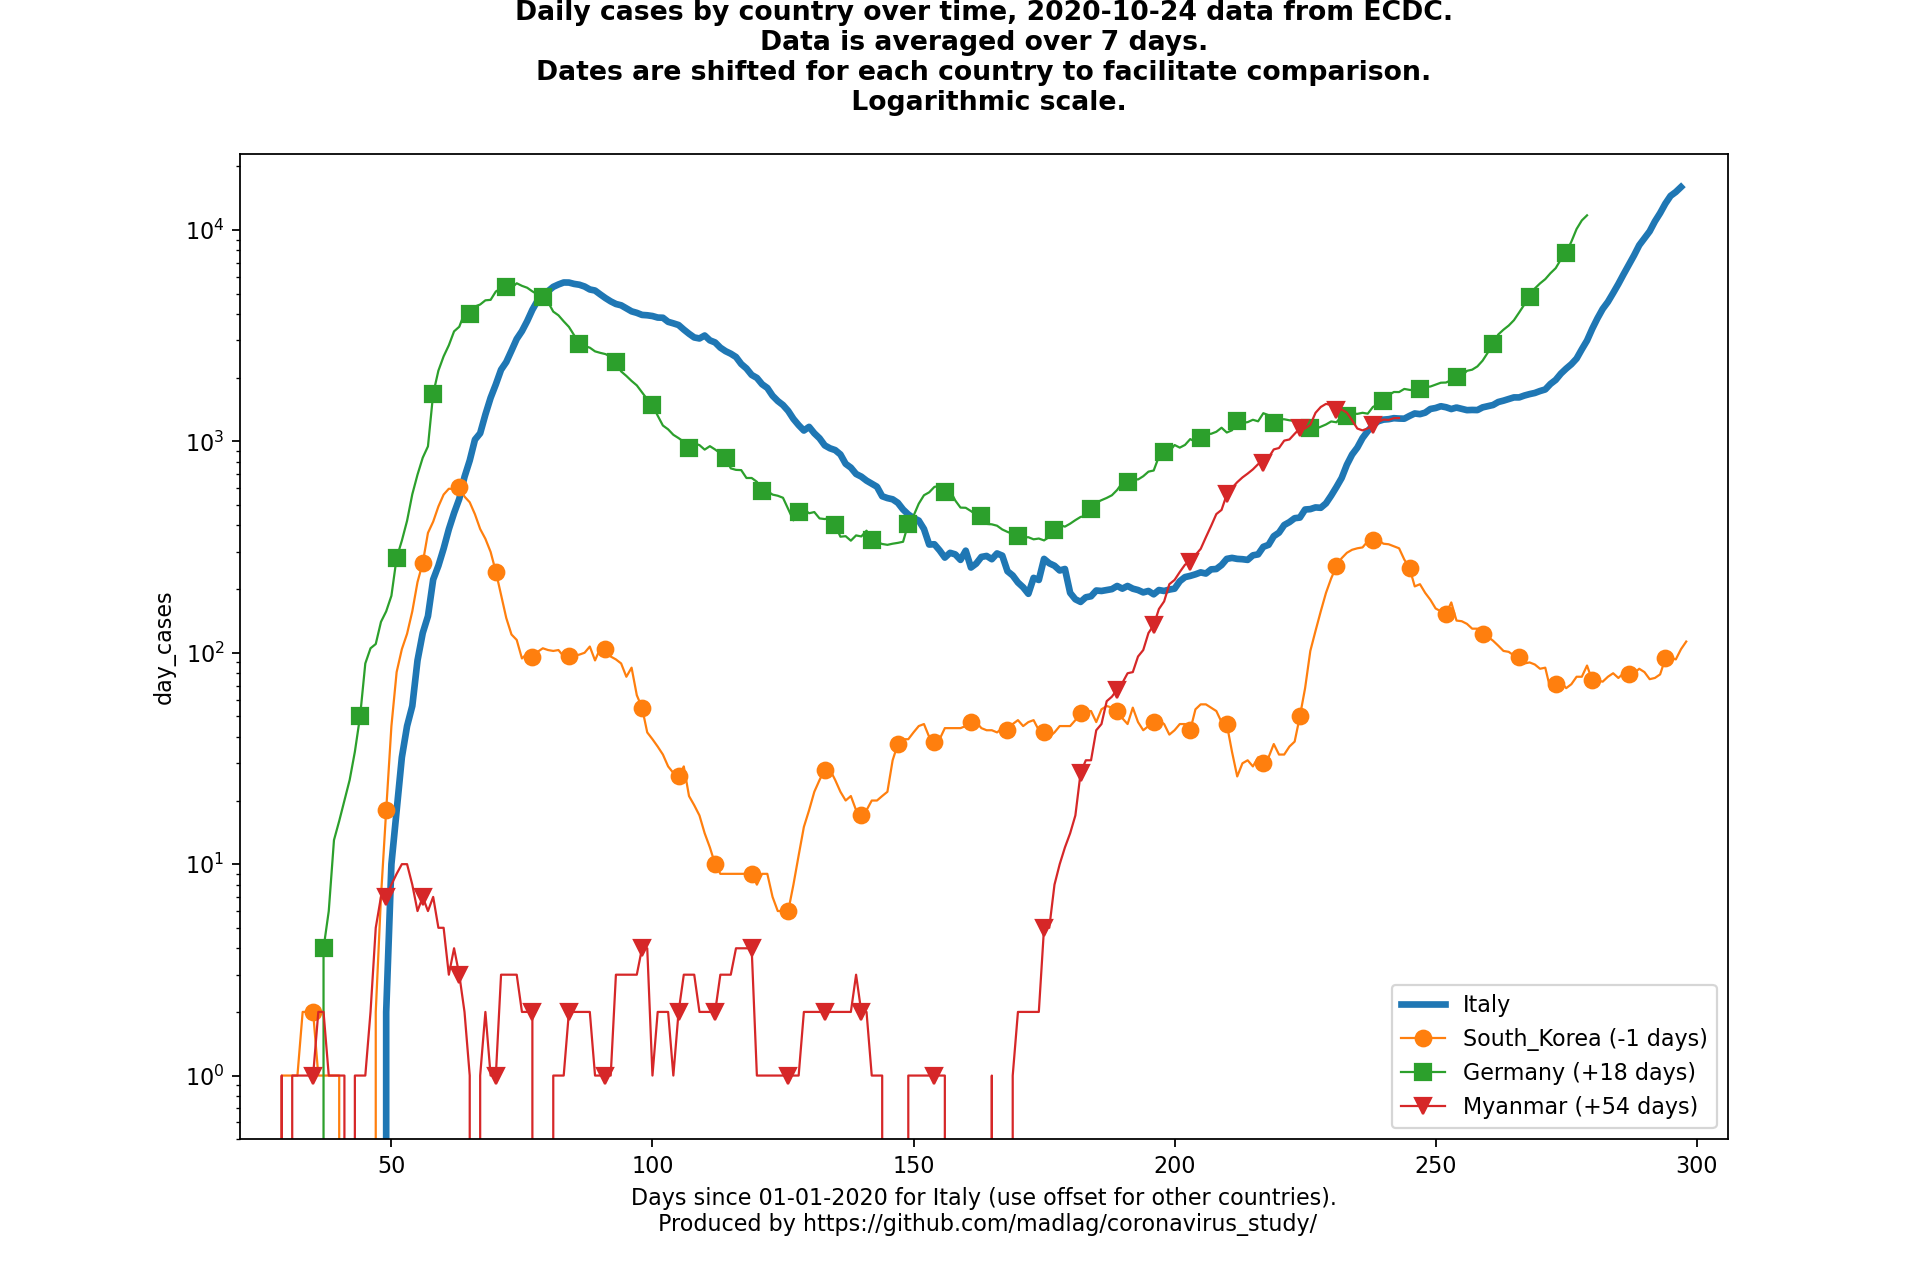 Daily cases by country over time, 2020-10-24 data from ECDC.
Data is averaged over 7 days.
Dates are shifted for each country to facilitate comparison.
Logarithmic scale.
10^4
10^3
10^2
10^1
10^0
day_cases
Italy
South_Korea (-1 days)
Germany (+18 days)
Myanmar (+54 days)
50 100 150 200 250 300
Days since 01-01-2020 for Italy (use offset for other countries).
Produced by https://github.com/madlag/coronavirus_study/